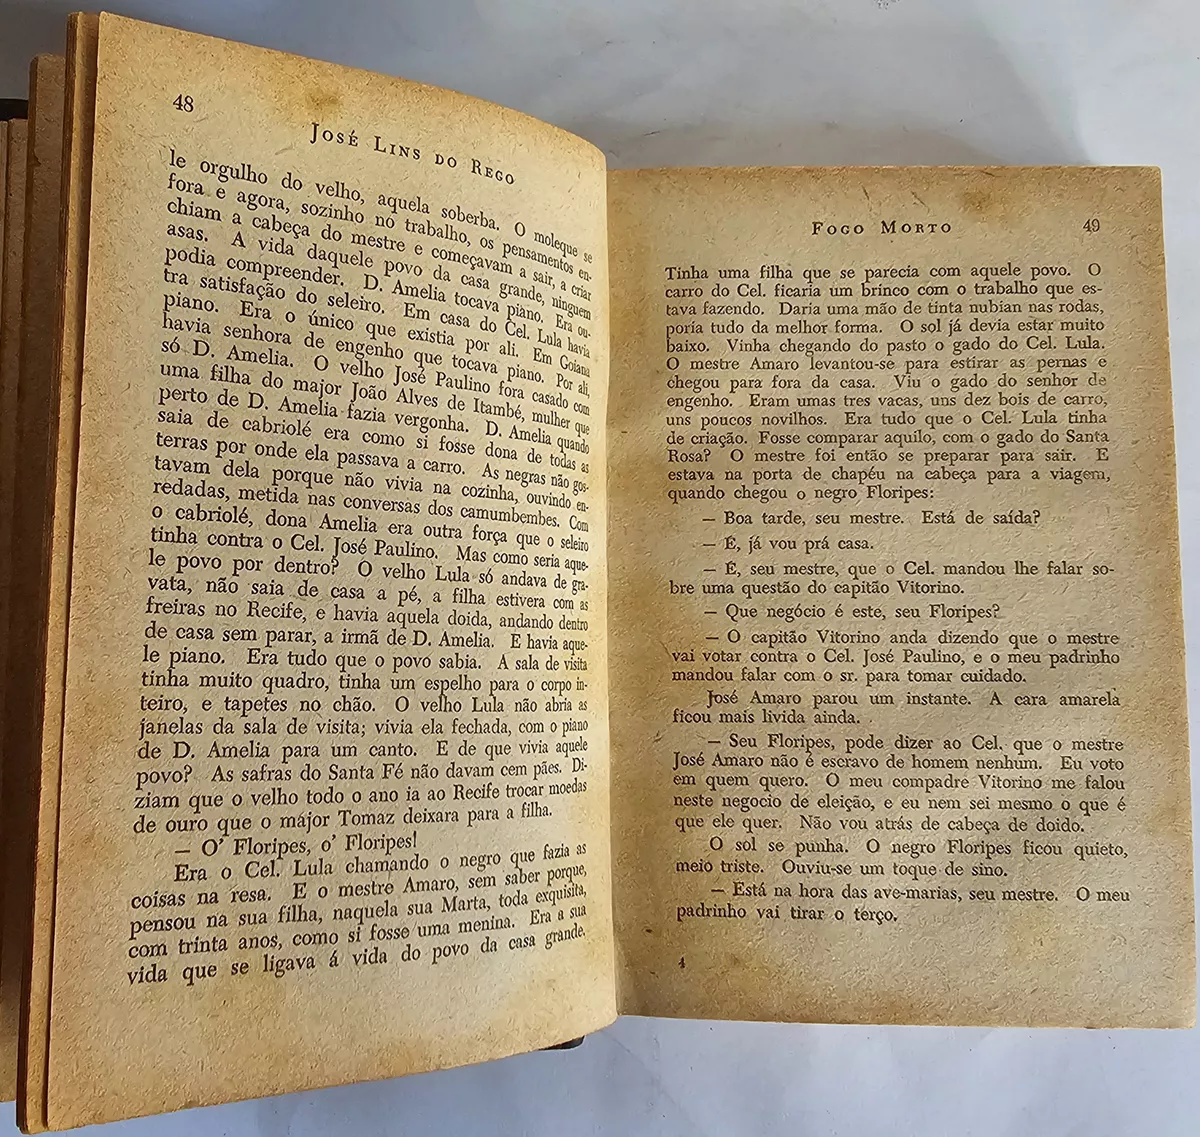 48
JOSÉ LINS DO REGO
le orgulho do velho, aquela soberba. O moleque se
fora e agora, sozinho no trabalho, os pensamentos en-
chiam a cabeça do mestre e começavam a sair, a criar
asas. A vida daquele povo da casa grande, ninguem
podia compreender. D. Amelia tocava piano. Era ou-
tra satisfação do seleiro. Em casa do Cel. Lula havia
piano. Era o único que existia por ali. Em Goiana
havia senhora de engenho que tocava piano. Por ali,
só D. Amelia. O velho José Paulino fora casado com
uma filha do major João Alves de Itambé, mulher que
perto de D. Amelia fazia vergonha. D. Amelia quando
saia de cabriolé era como si fosse dona de todas as
terras por onde ela passava a carro. As negras não gos-
tavam dela porque não vivia na cozinha, ouvindo en-
redadas, metida nas conversas dos camumbembes. Com
o cabriolé, dona Amelia era outra força que o seleiro
tinha contra o Cel. José Paulino. Mas como seria aque-
le povo por dentro? O velho Lula só andava de gra-
vata, não saia de casa a pé, a filha estivera com as
freiras no Recife, e havia aquela doida, andando dentro
de casa sem parar, a irmã de D. Amelia. E havia aque-
le piano. Era tudo que o povo sabia. A sala de visita
tinha muito quadro, tinha um espelho para o corpo in-
teiro, e tapetes no chão. O velho Lula não abria as
janelas da sala de visita; vivia ela fechada, com o piano
de D. Amelia para um canto. E de que vivia aquele
povo? As safras do Santa Fé não davam cem pães. Di-
ziam que o velho todo o ano ia ao Recife trocar moedas
de ouro que o major Tomaz deixara para a filha.
— O' Floripes, o' Floripes!
Era o Cel. Lula chamando o negro que fazia as
coisas na resa. E o mestre Amaro, sem saber porque,
pensou na sua filha, naquela sua Marta, toda exquisita,
com trinta anos, como si fosse uma menina. Era a sua
vida que se ligava á vida do povo da casa grande.
FOGO MORTO 49
Tinha uma filha que se parecia com aquele povo. O
carro do Cel. ficaria um brinco com o trabalho que es-
tava fazendo. Daria uma mão de tinta nubian nas rodas,
poria tudo da melhor forma. O sol já devia estar muito
baixo. Vinha chegando do pasto o gado do Cel. Lula.
O mestre Amaro levantou-se para estirar as pernas e
chegou para fora da casa. Viu o gado do senhor de
engenho. Eram umas tres vacas, uns dez bois de carro,
uns poucos novilhos. Era tudo que o Cel. Lula tinha
de criação. Fosse comparar aquilo, com o gado do Santa
Rosa? O mestre foi então se preparar para sair. E
estava na porta de chapéu na cabeça para a viagem,
quando chegou o negro Floripes:
— Boa tarde, seu mestre. Está de saída?
— É, já vou prá casa.
— É, seu mestre, que o Cel. mandou lhe falar so-
bre uma questão do capitão Vitorino.
— Que negócio é este, seu Floripes?
— O capitão Vitorino anda dizendo que o mestre
vai votar contra o Cel. José Paulino, e o meu padrinho
mandou falar com o sr. para tomar cuidado.
José Amaro parou um instante. A cara amarela
ficou mais livida ainda.
— Seu Floripes, pode dizer ao Cel. que o mestre
José Amaro não é escravo de homem nenhum. Eu voto
em quem quero. O meu compadre Vitorino me falou
neste negocio de eleição, e eu nem sei mesmo o que é
que ele quer. Não vou atrás de cabeça de doido.
O sol se punha. O negro Floripes ficou quieto,
meio triste. Ouviu-se um toque de sino.
— Está na hora das ave-marias, seu mestre. O meu
padrinho vai tirar o terço.
4